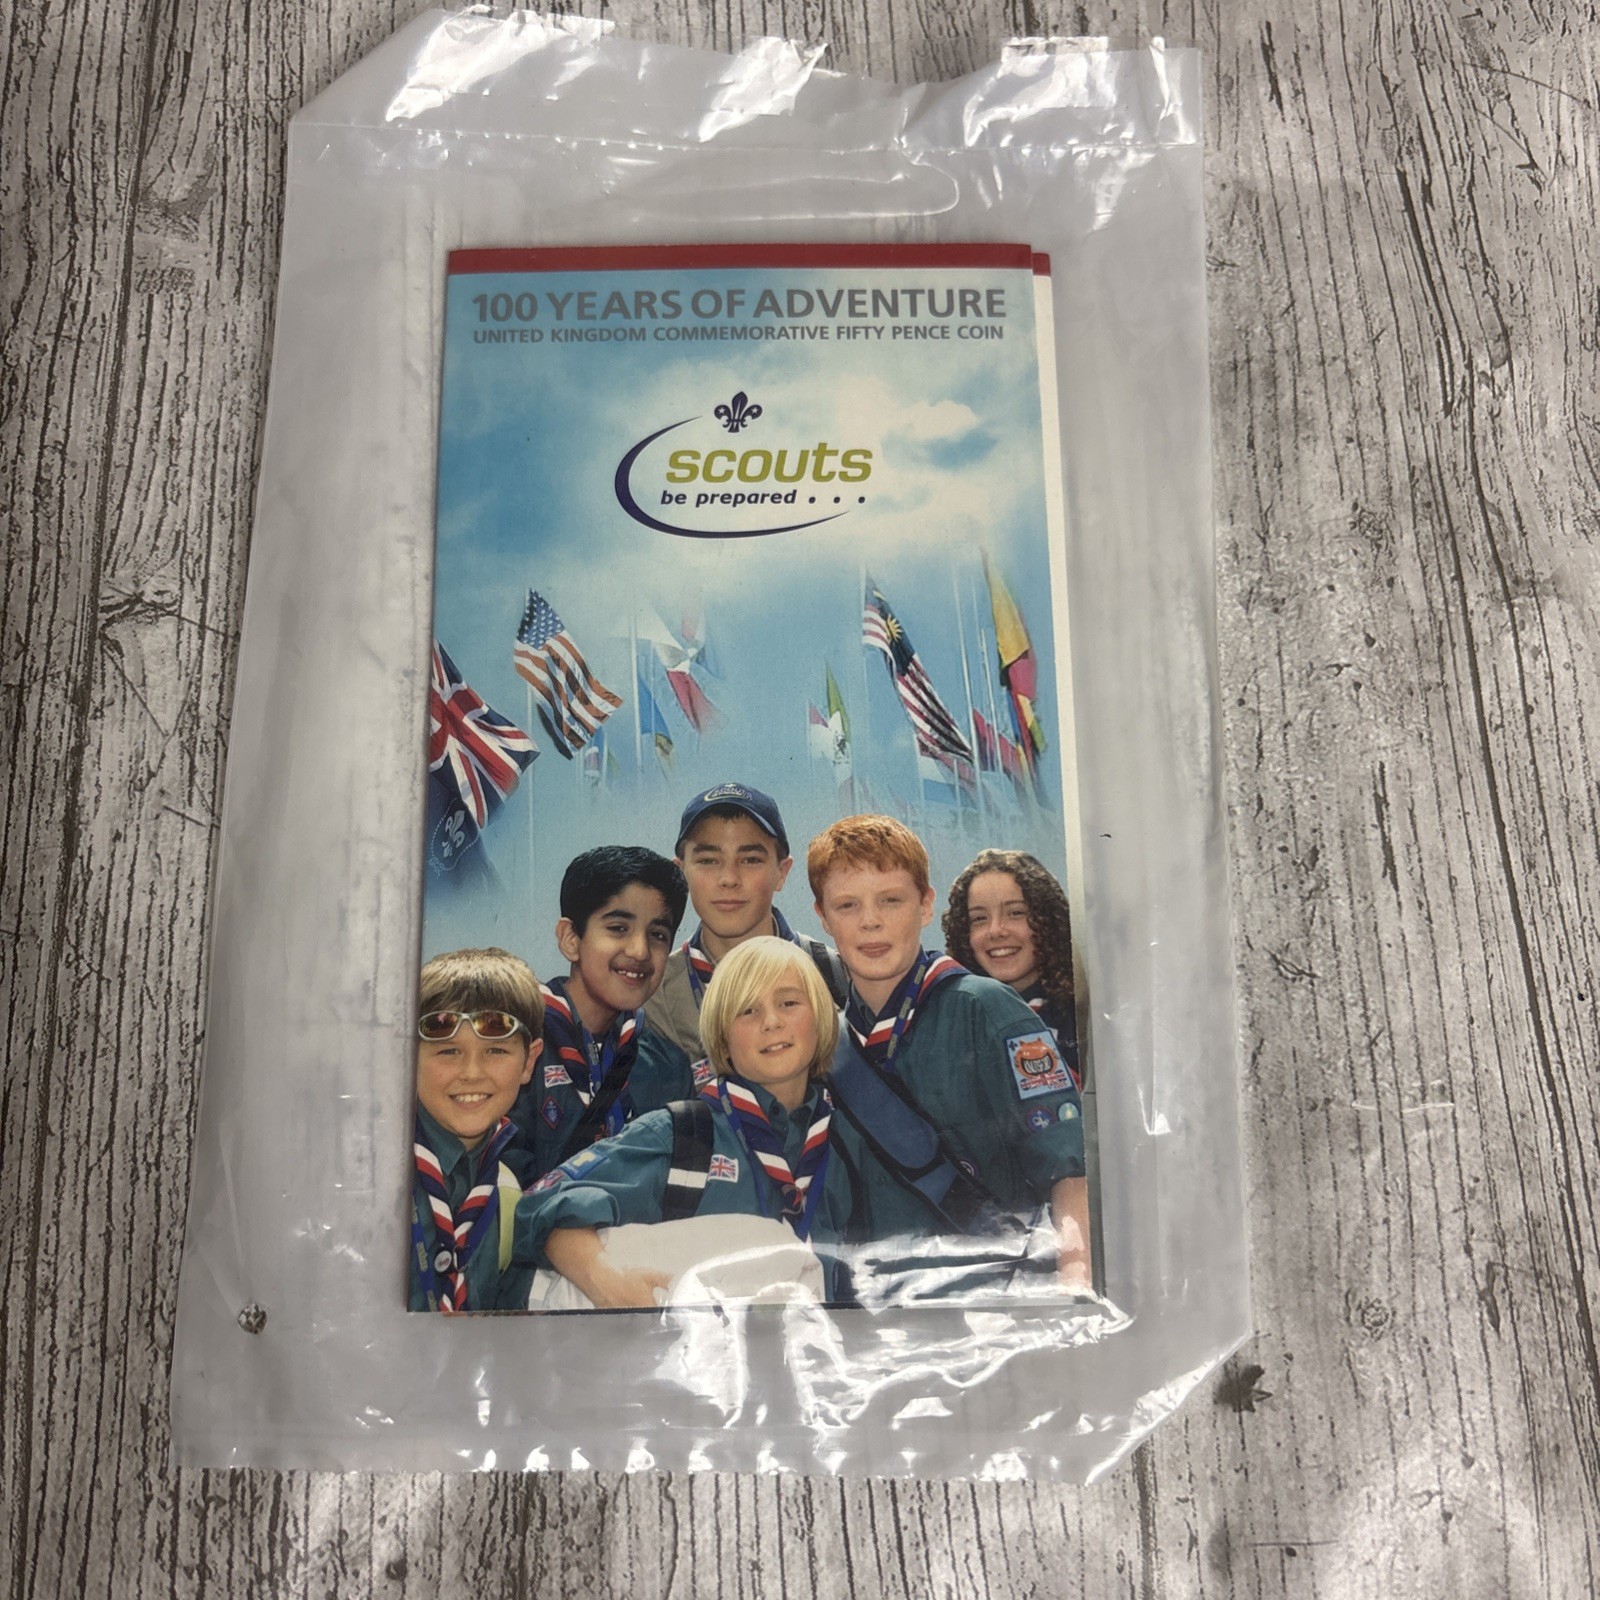 100 YEARS OF ADVENTURE
UNITED KINGDOM COMMEMORATIVE FIFTY PENCE COIN
scouts
be prepared . . .